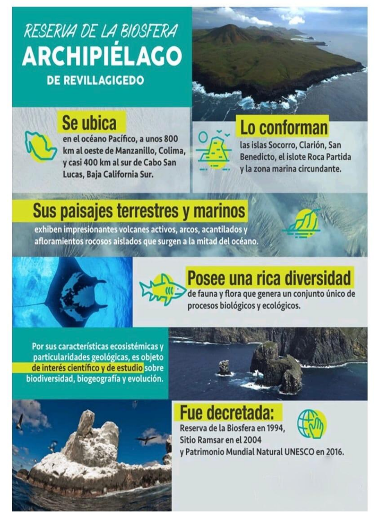 RESERVA DE LA BIOSFERA
ARCHIPIÉLAGO
DE REVILLAGIGEDO
Se ubica
en el océano Pacífico, a unos 800
km al oeste de Manzanillo, Colima,
y casi 400 km al sur de Cabo San
Lucas, Baja California Sur.
Lo conforman
las islas Socorro, Clarión, San
Benedicto, el islote Roca Partida
y la zona marina circundante.
Sus paisajes terrestres y marinos
exhiben impresionantes volcanes activos, arcos, acantilados y
afloramientos rocosos aislados que surgen a la mitad del océano.
Posee una rica diversidad
de fauna y flora que genera un conjunto único de
procesos biológicos y ecológicos.
Por sus características ecosistémicas y
particularidades geológicas, es objeto
de interés científico y de estudio sobre
biodiversidad, biogeografía y evolución.
Fue decretada:
Reserva de la Biosfera en 1994,
Sitio Ramsar en el 2004
y Patrimonio Mundial Natural UNESCO en 2016.